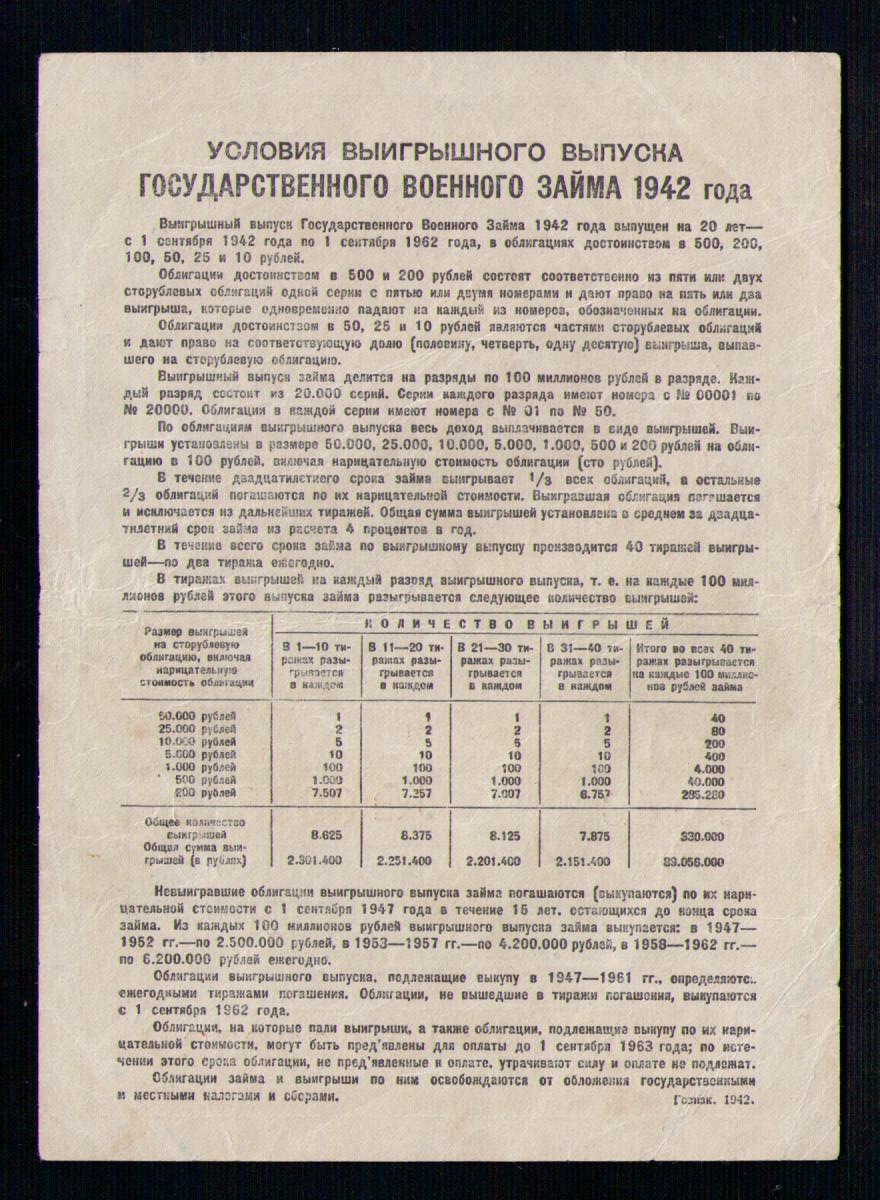 УСЛОВИЯ ВЫИГРЫШНОГО ВЫПУСКА
ГОСУДАРСТВЕННОГО ВОЕННОГО ЗАЙМА 1942 года
Выигрышный выпуск Государственного Военного Займа 1942 года выпущен на 20 лет—
с 1 сентября 1942 года по 1 сентября 1962 года, в облигациях достоинством в 500, 200,
100, 50, 25 и 10 рублей.
Облигации достоинством в 500 и 200 рублей состоят соответственно из пяти или двух
сторублевых облигаций одной серии с пятью или двумя номерами и дают право на пять или два
выигрыша, которые одновременно падают на каждый из номеров, обозначенных на облигации.
Облигации достоинством в 50, 25 и 10 рублей являются частями сторублевых облигаций
и дают право на соответствующую долю (половину, четверть, одну десятую) выигрыша, выпав-
шего на сторублевую облигацию.
Выигрышный выпуск займа делится на разряды по 100 миллионов рублей в разряде. Каж-
дый разряд состоит из 20.000 серий. Серии каждого разряда имеют номера с № 00001 по
№ 20000. Облигации в каждой серии имеют номера с № 01 по № 50.
По облигациям выигрышного выпуска весь доход выплачивается в виде выигрышей. Выи-
грыши установлены в размере 50.000, 25.000, 10.000, 5.000, 1.000, 500 и 200 рублей на обли-
гацию в 100 рублей, включая нарицательную стоимость облигации (сто рублей).
В течение двадцатилетнего срока займа выигрывает 1/3 всех облигаций, а остальные
2/3 облигаций погашаются по их нарицательной стоимости. Выигравшая облигация погашается
и исключается из дальнейших тиражей. Общая сумма выигрышей установлена в среднем за двадца-
тилетний срок займа из расчета 4 процентов в год.
В течение всего срока займа по выигрышному выпуску производится 40 тиражей выигры-
шей—по два тиража ежегодно.
В тиражах выигрышей на каждый разряд выигрышного выпуска, т. е. на каждые 100 мил-
лионов рублей этого выпуска займа разыгрывается следующее количество выигрышей:
Размер выигрышей
на сторублевую
облигацию, включая
нарицательную
стоимость облигации
КОЛИЧЕСТВО ВЫИГРЫШЕЙ
В 1—10 ти-
ражах разы-
грывается
в каждом
В 11—20 ти-
ражах разы-
грывается
в каждом
В 21—30 ти-
ражах разы-
грывается
в каждом
В 31—40 ти-
ражах разы-
грывается
в каждом
Итого во всех 40 ти-
ражах разыгрывается
на каждые 100 миллио-
нов рублей займа
50.000 рублей 1 1 1 1 40
25.000 рублей 2 2 2 2 80
10.000 рублей 5 5 5 5 200
5.000 рублей 10 10 10 10 400
1.000 рублей 100 100 100 100 4.000
500 рублей 1.000 1.000 1.000 1.000 40.000
200 рублей 7.507 7.257 7.007 6.757 285.280
Общее количество
выигрышей 8.625 8.375 8.125 7.875 330.000
Общая сумма выи-
грышей (в рублях) 2.301.400 2.251.400 2.201.400 2.151.400 89.056.000
Невыигравшие облигации выигрышного выпуска займа погашаются (выкупаются) по их нари-
цательной стоимости с 1 сентября 1947 года в течение 15 лет, остающихся до конца срока
займа. Из каждых 100 миллионов рублей выигрышного выпуска займа выкупается: в 1947—
1952 гг.—по 2.500.000 рублей, в 1953—1957 гг.—по 4.200.000 рублей, в 1958—1962 гг.—
по 6.200.000 рублей ежегодно.
Облигации выигрышного выпуска, подлежащие выкупу в 1947—1961 гг., определяются
ежегодными тиражами погашения. Облигации, не вышедшие в тиражи погашения, выкупаются
с 1 сентября 1962 года.
Облигации, на которые пали выигрыши, а также облигации, подлежащие выкупу по их нари-
цательной стоимости, могут быть пред'явлены для оплаты до 1 сентября 1963 года; по исте-
чении этого срока облигации, не пред'явленные к оплате, утрачивают силу и оплате не подлежат.
Облигации займа и выигрыши по ним освобождаются от обложения государственными
и местными налогами и сборами.
Гознак. 1942.